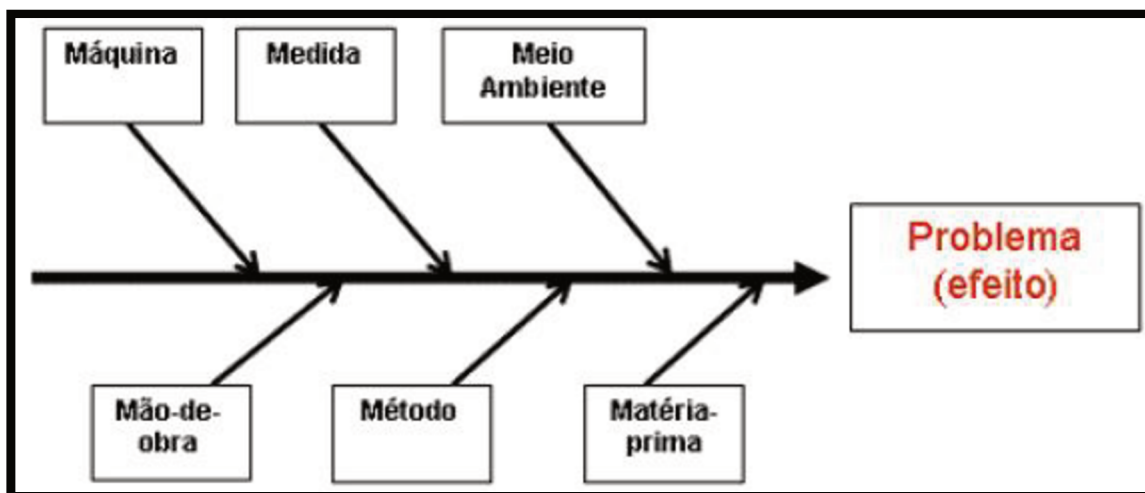 Máquina
Medida
Meio
Ambiente
Problema
(efeito)
Mão-de-
obra
Método
Matéria-
prima